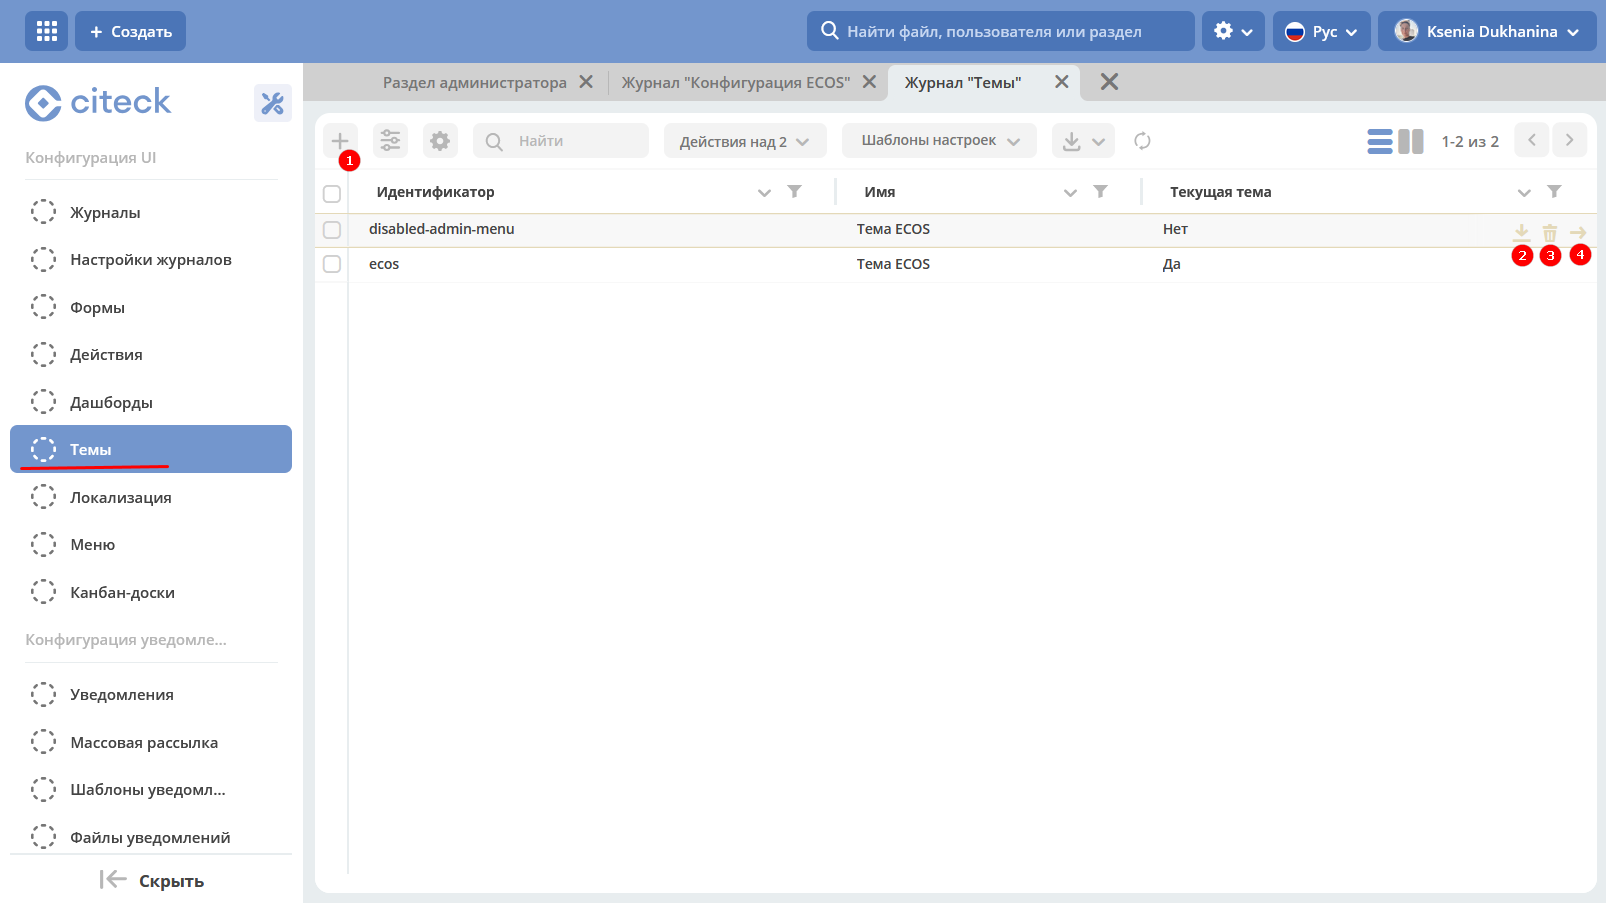 + Создать
Найти файл, пользователя или раздел
Рус
Ksenia Dukhanina
citeck
Раздел администратора
Журнал "Конфигурация ECOS"
Журнал "Темы"
Конфигурация UI
Журналы
Настройки журналов
Формы
Действия
Дашборды
Темы
Локализация
Меню
Канбан-доски
Конфигурация уведомле...
Уведомления
Массовая рассылка
Шаблоны уведомл...
Файлы уведомлений
Скрыть
1
Найти
Действия над 2
Шаблоны настроек
1-2 из 2
Идентификатор
Имя
Текущая тема
disabled-admin-menu
Тема ECOS
Нет
2
3
4
ecos
Тема ECOS
Да